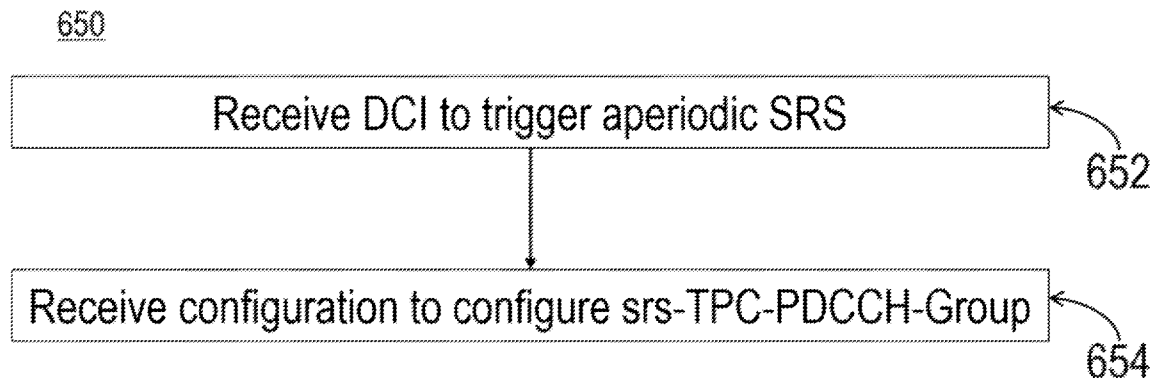 650
Receive DCI to trigger aperiodic SRS
652
Receive configuration to configure srs-TPC-PDCCH-Group
654